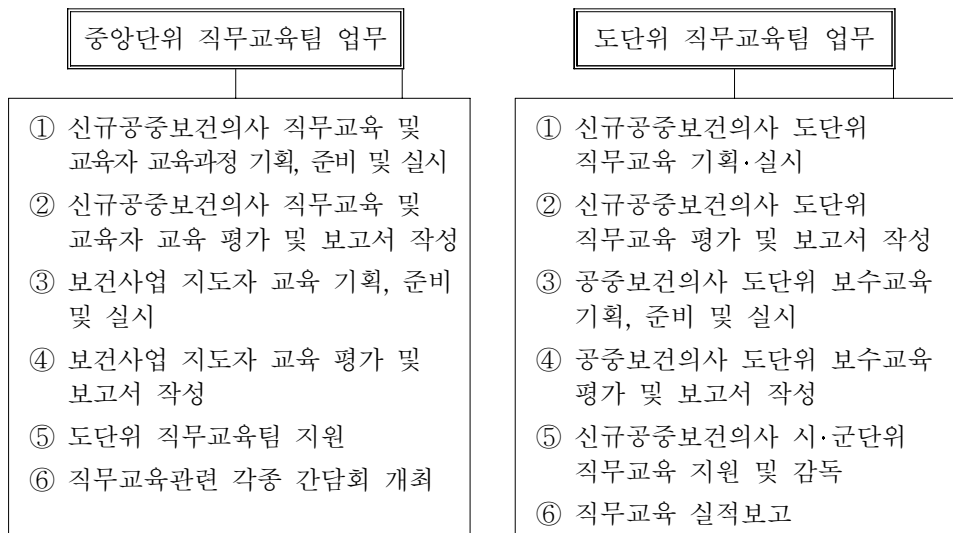 중앙단위 직무교육팀 업무
① 신규공중보건의사 직무교육 및
교육자 교육과정 기획, 준비 및 실시
② 신규공중보건의사 직무교육 및
교육자 교육 평가 및 보고서 작성
③ 보건사업 지도자 교육 기획, 준비
및 실시
④ 보건사업 지도자 교육 평가 및
보고서 작성
⑤ 도단위 직무교육팀 지원
⑥ 직무교육관련 각종 간담회 개최
도단위 직무교육팀 업무
① 신규공중보건의사 도단위
직무교육 기획·실시
② 신규공중보건의사 도단위
직무교육 평가 및 보고서 작성
③ 공중보건의사 도단위 보수교육
기획, 준비 및 실시
④ 공중보건의사 도단위 보수교육
평가 및 보고서 작성
⑤ 신규공중보건의사 시·군단위
직무교육 지원 및 감독
⑥ 직무교육 실적보고